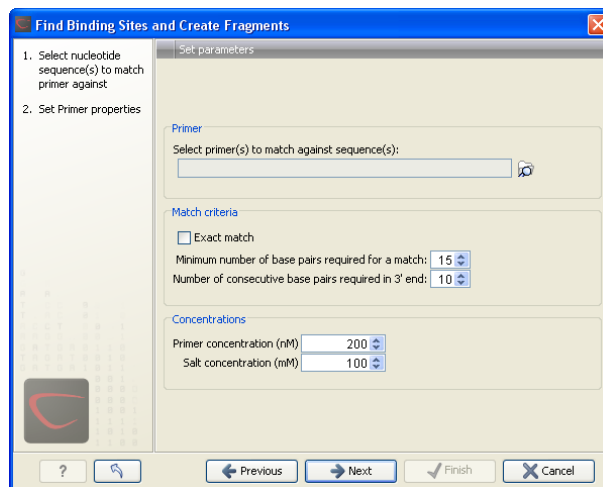 Find Binding Sites and Create Fragments
1. Select nucleotide
sequence(s) to match
primer against
2. Set Primer properties
Set parameters
Primer
Select primer(s) to match against sequence(s):
Match criteria
Exact match
Minimum number of base pairs required for a match: 15
Number of consecutive base pairs required in 3' end: 10
Concentrations
Primer concentration (nM) 200
Salt concentration (mM) 100
? Previous Next Finish Cancel